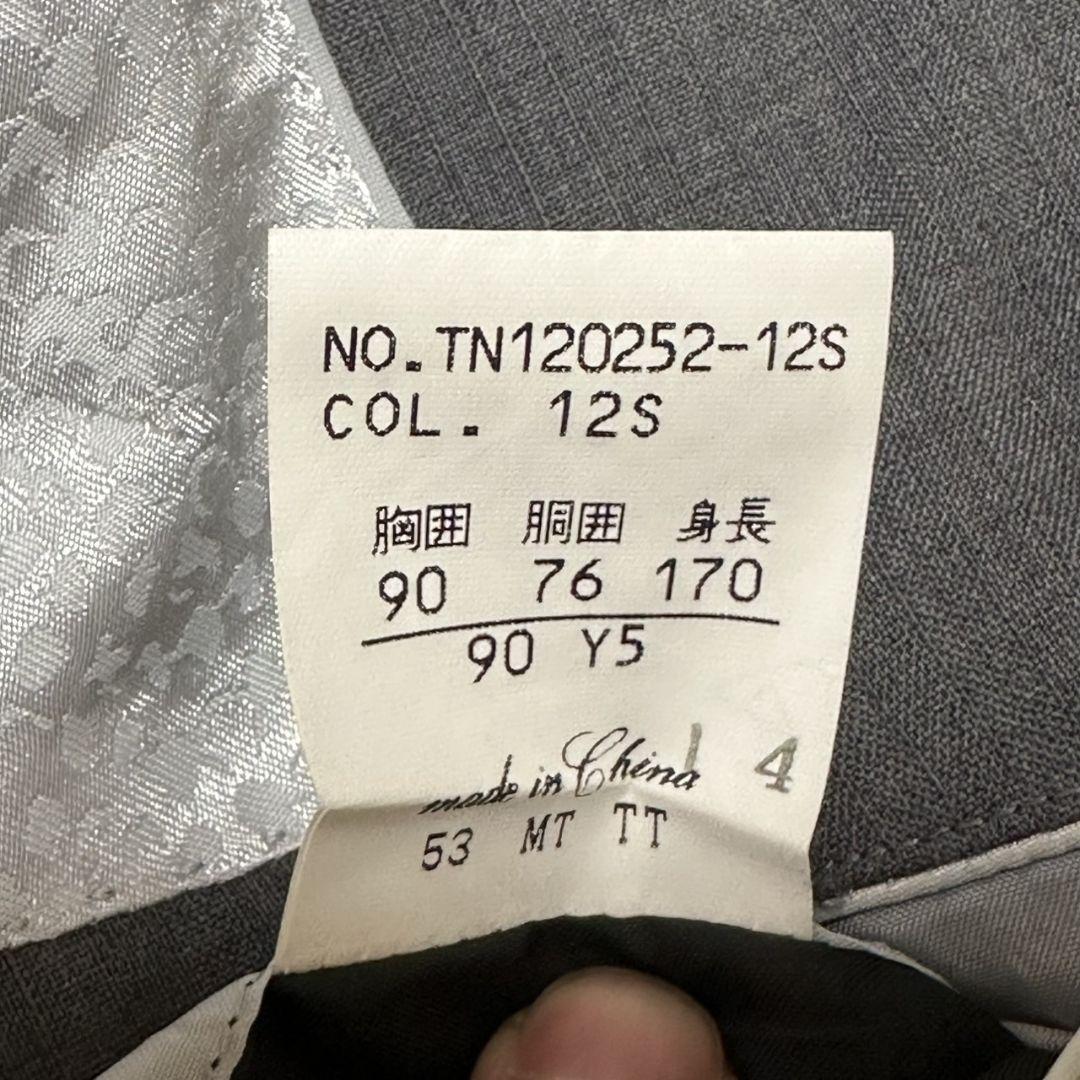 NO.TN120252-12S
COL. 12S
胸囲 胴囲 身長
90 76 170
90 Y5
made in China 1 4
53 MT TT